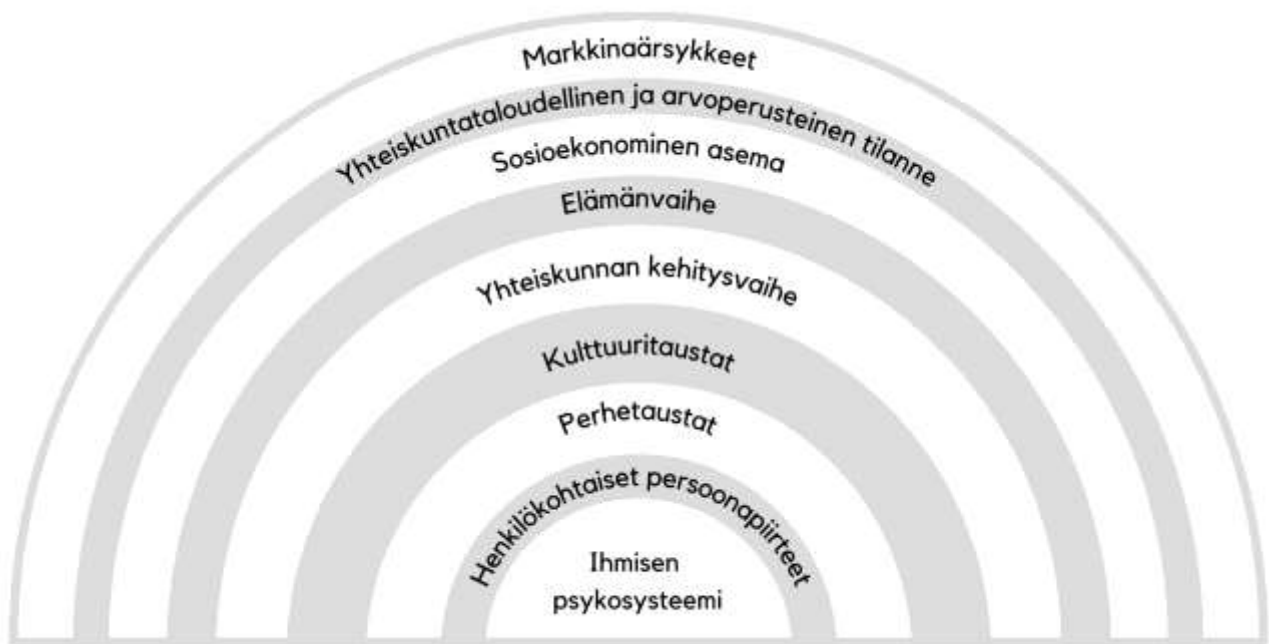 Markkinaärsykkeet
Yhteiskuntataloudellinen ja arvoperusteinen tilanne
Sosioekonominen asema
Elämänvaihe
Yhteiskunnan kehitysvaihe
Kulttuuritaustat
Perhetaustat
Henkilökohtaiset persoonapiirteet
Ihmisen
psykosysteemi